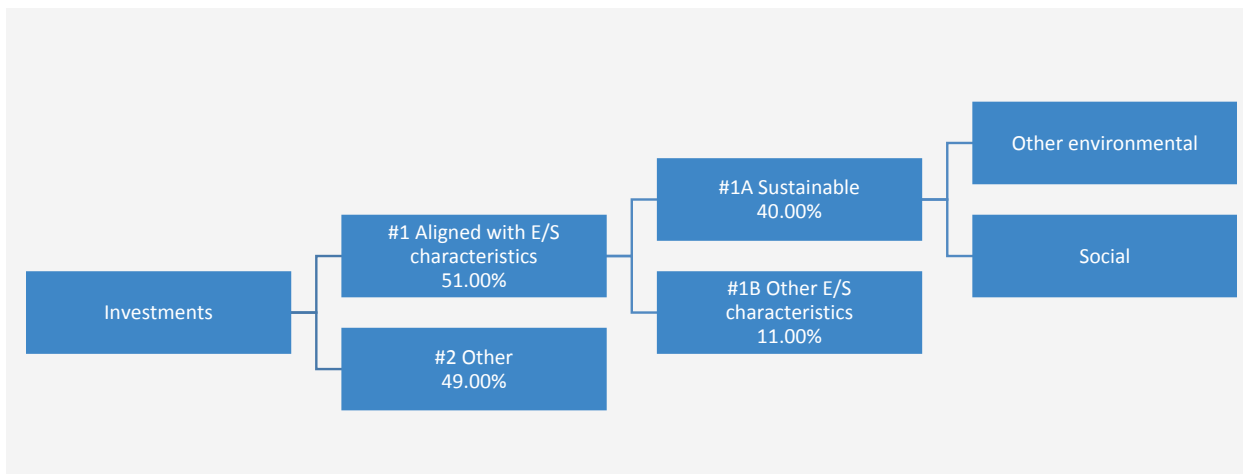 Investments
#1 Aligned with E/S
characteristics
51.00%
#2 Other
49.00%
#1A Sustainable
40.00%
#1B Other E/S
characteristics
11.00%
Other environmental
Social